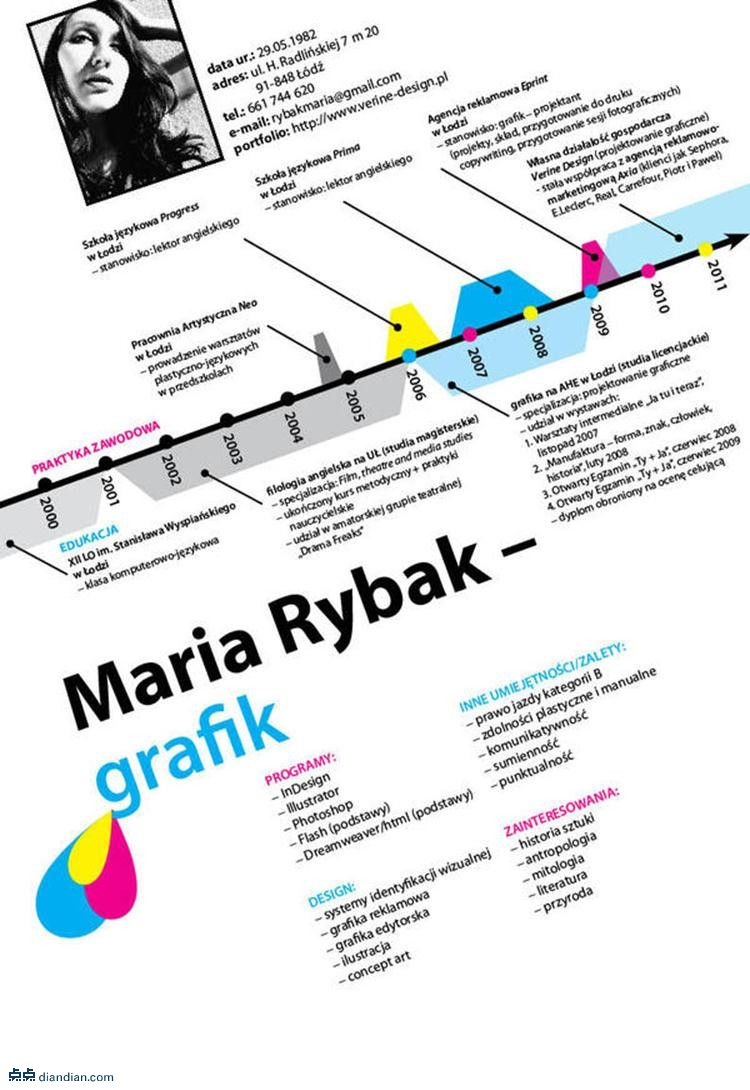 data ur.: 29.05.1982
adres: ul. H. Radlińskiej 7 m 20
91-848 Łódź
tel.: 661 744 620
e-mail: rybakmaria@gmail.com
portfolio: http://www.verine-design.pl
Szkoła językowa Progress
w Łodzi
– stanowisko: lektor angielskiego
Szkoła językowa Prima
w Łodzi
– stanowisko: lektor angielskiego
Agencja reklamowa Eprint
w Łodzi
– stanowisko: grafik – projektant
(projekty, skład, przygotowanie do druku
copywriting, przygotowanie sesji fotograficznych)
Własna działalość gospodarcza
Verine Design (projektowanie graficzne)
- stała współpraca z agencją reklamowo-
marketingową Axia (klienci jak Sephora,
E.Leclerc, Real, Carrefour, Piotr i Paweł)
Pracownia Artystyczna Neo
w Łodzi
– prowadzenie warsztatów
plastyczno-językowych
w przedszkolach
PRAKTYKA ZAWODOWA
2000
2001
2002
2003
2004
2005
2006
2007
2008
2009
2010
2011
EDUKACJA
XII LO im. Stanisława Wyspiańskiego
w Łodzi
– klasa komputerowo-językowa
filologia angielska na UŁ (studia magisterskie)
– specjalizacja: Film, theatre and media studies
– ukończony kurs metodyczny + praktyki
nauczycielskie
– udział w amatorskiej grupie teatralnej
„Drama Freaks”
grafika na AHE w Łodzi (studia licencjackie)
– specjalizacja: projektowanie graficzne
– udział w wystawach:
1. Warsztaty intermedialne „Ja tu i teraz”,
listopad 2007
2. „Manufaktura – forma, znak, człowiek,
historia”, luty 2008
3. Otwarty Egzamin „Ty + Ja”, czerwiec 2008
4. Otwarty Egzamin „Ty + Ja”, czerwiec 2009
– dyplom obroniony na ocenę celującą
Maria Rybak –
grafik
PROGRAMY:
– InDesign
– Illustrator
– Photoshop
– Flash (podstawy)
– Dreamweaver/html (podstawy)
DESIGN:
– systemy identyfikacji wizualnej
– grafika reklamowa
– grafika edytorska
– ilustracja
– concept art
INNE UMIEJĘTNOŚCI/ZALETY:
– prawo jazdy kategorii B
– zdolności plastyczne i manualne
– komunikatywność
– sumienność
– punktualność
ZAINTERESOWANIA:
– historia sztuki
– antropologia
– mitologia
– literatura
– przyroda
点点 diandian.com